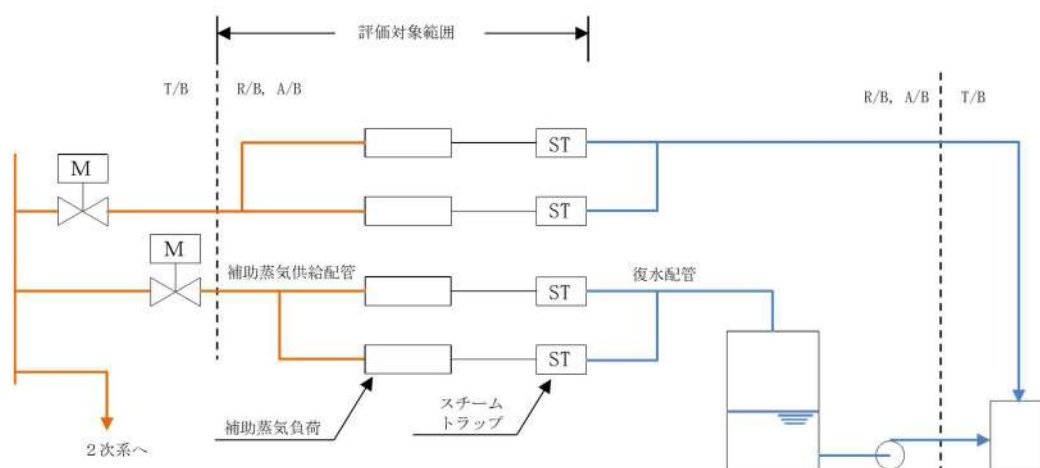 評価対象範囲
T/B
R/B, A/B
R/B, A/B
T/B
M
ST
ST
M
補助蒸気供給配管
復水配管
ST
ST
スチーム
トラップ
補助蒸気負荷
2次系へ